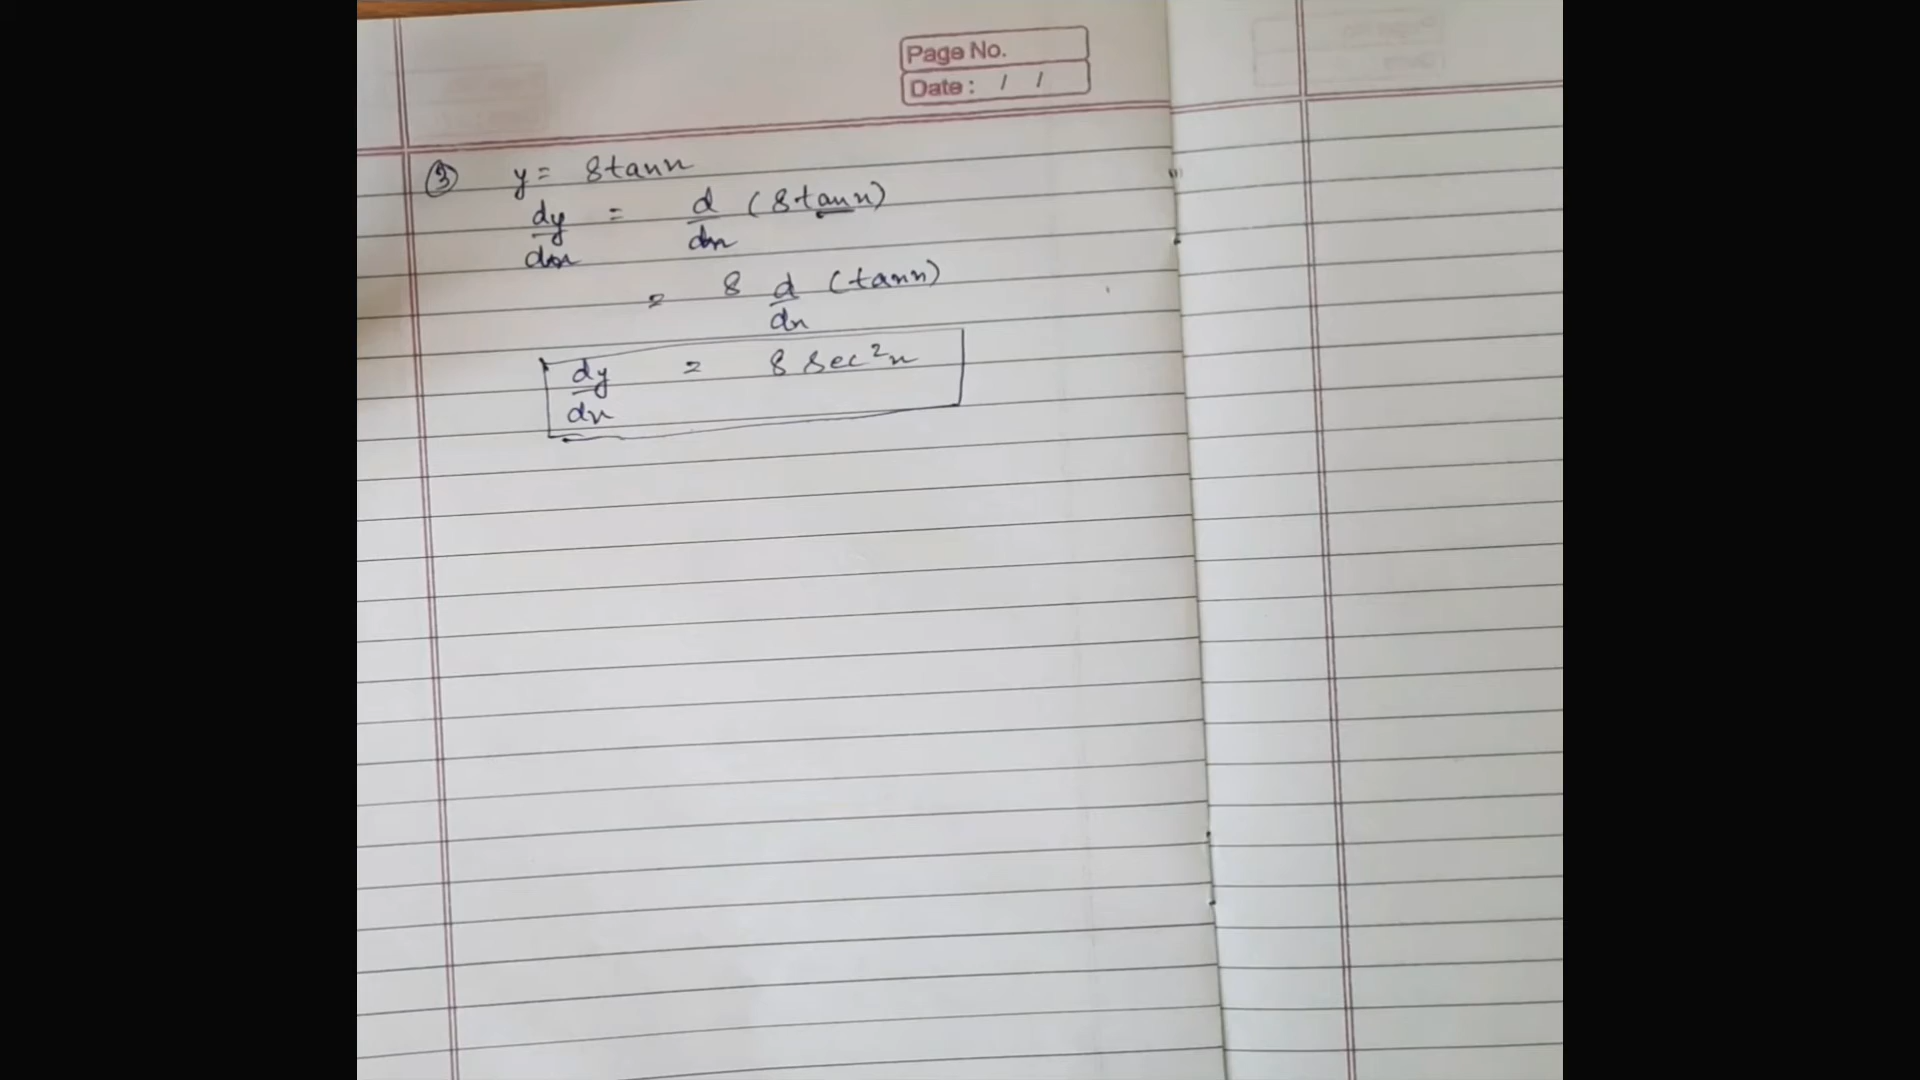 Page No.
Date : / /
③ y = 8tanx
dy/dx = d/dx (8tanx)
= 8 d/dx (tanx)
dy/dx = 8 sec²x